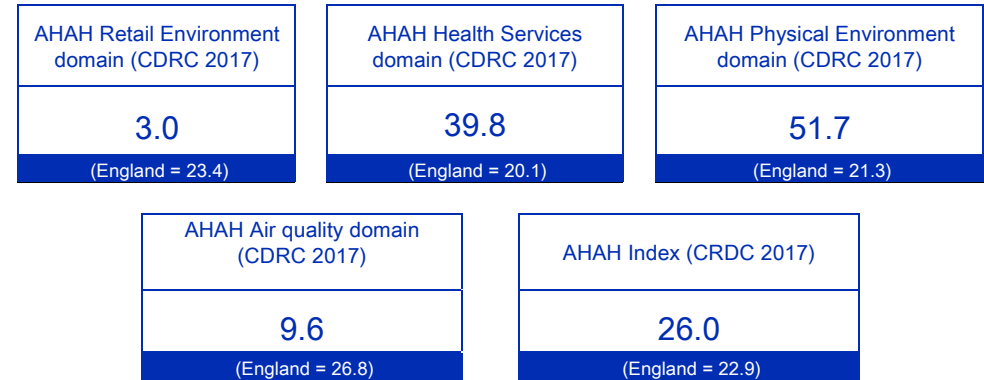 AHAH Retail Environment
domain (CDRC 2017)
3.0
(England = 23.4)
AHAH Health Services
domain (CDRC 2017)
39.8
(England = 20.1)
AHAH Physical Environment
domain (CDRC 2017)
51.7
(England = 21.3)
AHAH Air quality domain
(CDRC 2017)
9.6
(England = 26.8)
AHAH Index (CRDC 2017)
26.0
(England = 22.9)